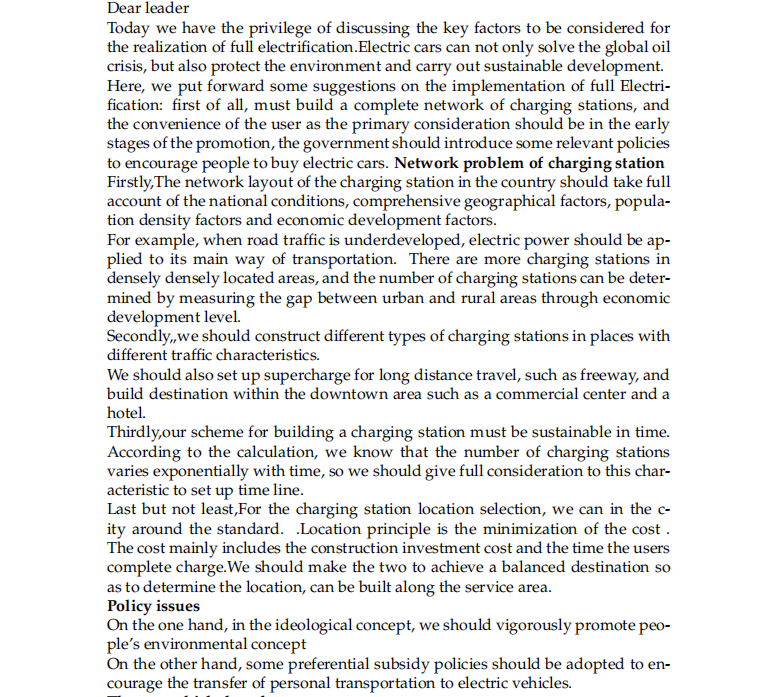 Dear leader
Today we have the privilege of discussing the key factors to be considered for
the realization of full electrification.Electric cars can not only solve the global oil
crisis, but also protect the environment and carry out sustainable development.
Here, we put forward some suggestions on the implementation of full Electri-
fication: first of all, must build a complete network of charging stations, and
the convenience of the user as the primary consideration should be in the early
stages of the promotion, the government should introduce some relevant policies
to encourage people to buy electric cars. Network problem of charging station
Firstly,The network layout of the charging station in the country should take full
account of the national conditions, comprehensive geographical factors, popula-
tion density factors and economic development factors.
For example, when road traffic is underdeveloped, electric power should be ap-
plied to its main way of transportation. There are more charging stations in
densely densely located areas, and the number of charging stations can be deter-
mined by measuring the gap between urban and rural areas through economic
development level.
Secondly,,we should construct different types of charging stations in places with
different traffic characteristics.
We should also set up supercharge for long distance travel, such as freeway, and
build destination within the downtown area such as a commercial center and a
hotel.
Thirdly,our scheme for building a charging station must be sustainable in time.
According to the calculation, we know that the number of charging stations
varies exponentially with time, so we should give full consideration to this char-
acteristic to set up time line.
Last but not least,For the charging station location selection, we can in the c-
ity around the standard. .Location principle is the minimization of the cost .
The cost mainly includes the construction investment cost and the time the users
complete charge.We should make the two to achieve a balanced destination so
as to determine the location, can be built along the service area.
Policy issues
On the one hand, in the ideological concept, we should vigorously promote peo-
ple's environmental concept
On the other hand, some preferential subsidy policies should be adopted to en-
courage the transfer of personal transportation to electric vehicles.